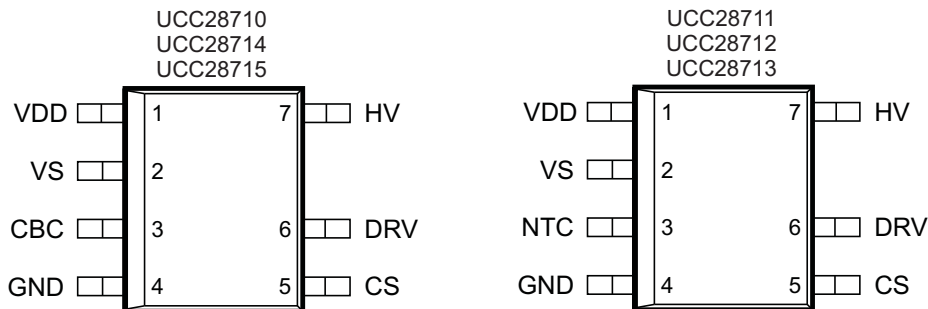 UCC28710
UCC28714
UCC28715
VDD 1 7 HV
VS 2
CBC 3 6 DRV
GND 4 5 CS
UCC28711
UCC28712
UCC28713
VDD 1 7 HV
VS 2
NTC 3 6 DRV
GND 4 5 CS